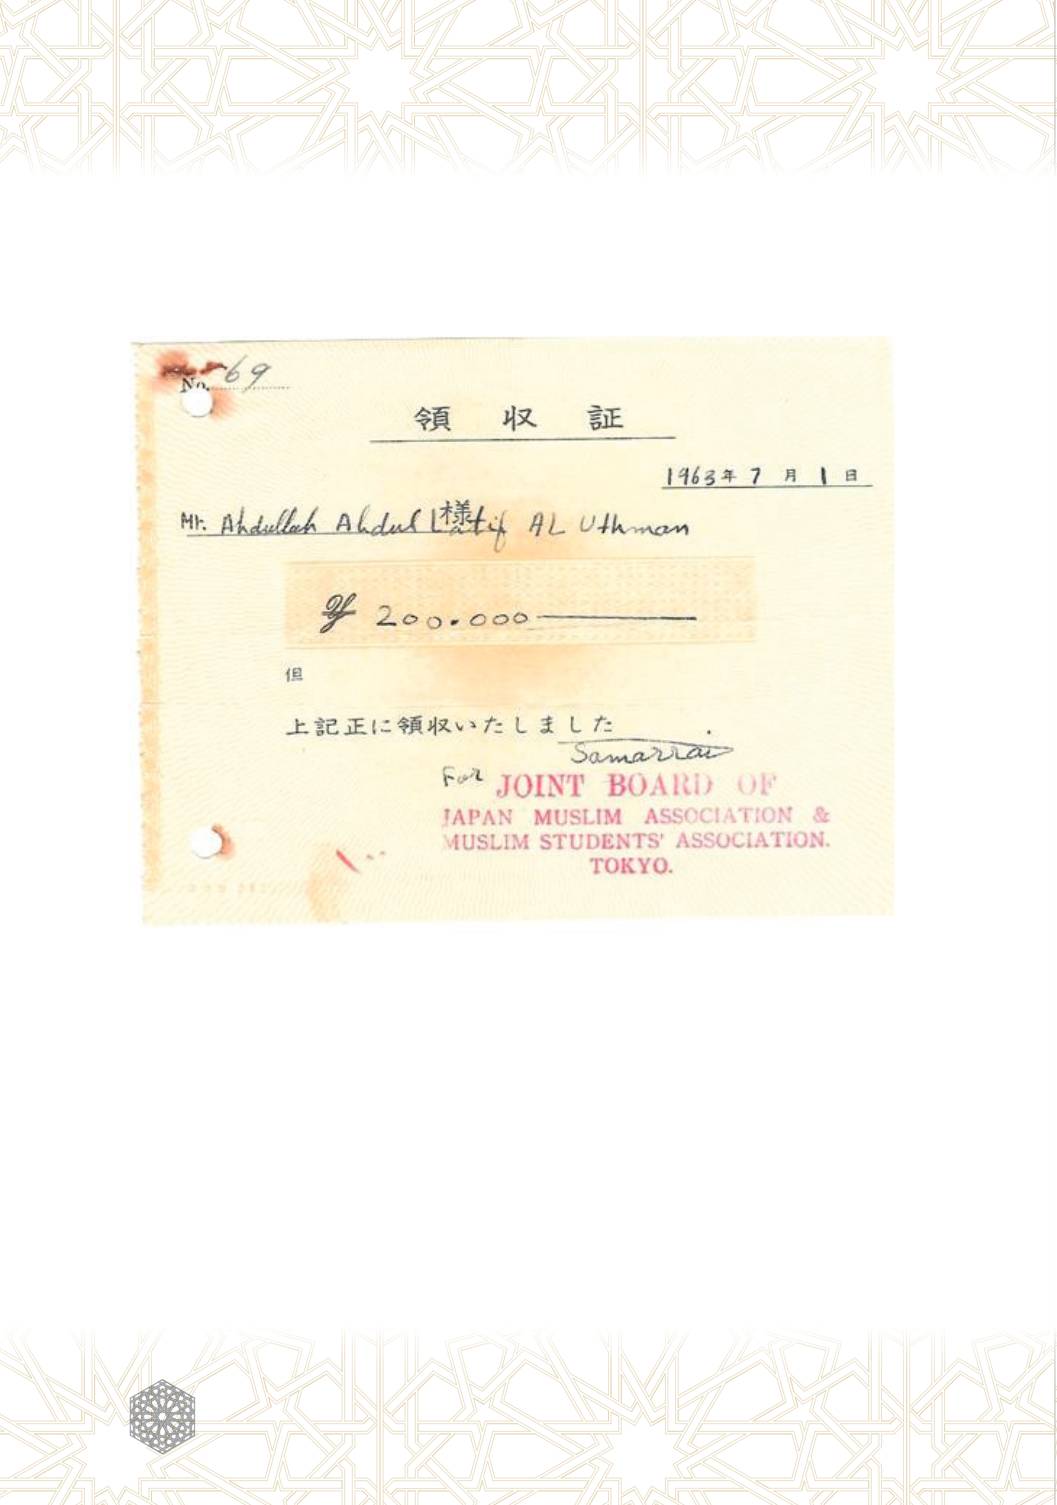 No. 69
領収証
1963年7月1日
Mr. Abdullah Abdul Latif AL Uthman 様
¥ 200.000
但
上記正に領収いたしました
Samarrai
For JOINT BOARD OF
JAPAN MUSLIM ASSOCIATION &
MUSLIM STUDENTS' ASSOCIATION.
TOKYO.